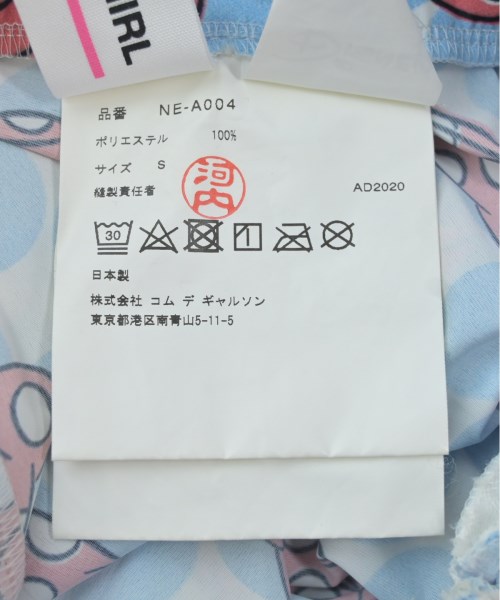 GIRL
品番 NE-A004
ポリエステル 100%
サイズ S
縫製責任者 河内 AD2020
30
日本製
株式会社 コム デ ギャルソン
東京都港区南青山5-11-5